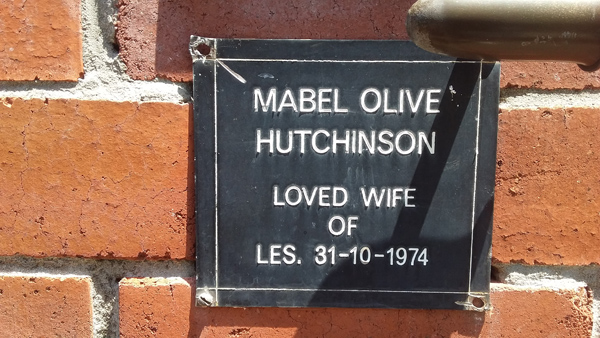 MABEL OLIVE
HUTCHINSON
LOVED WIFE
OF
LES. 31-10-1974